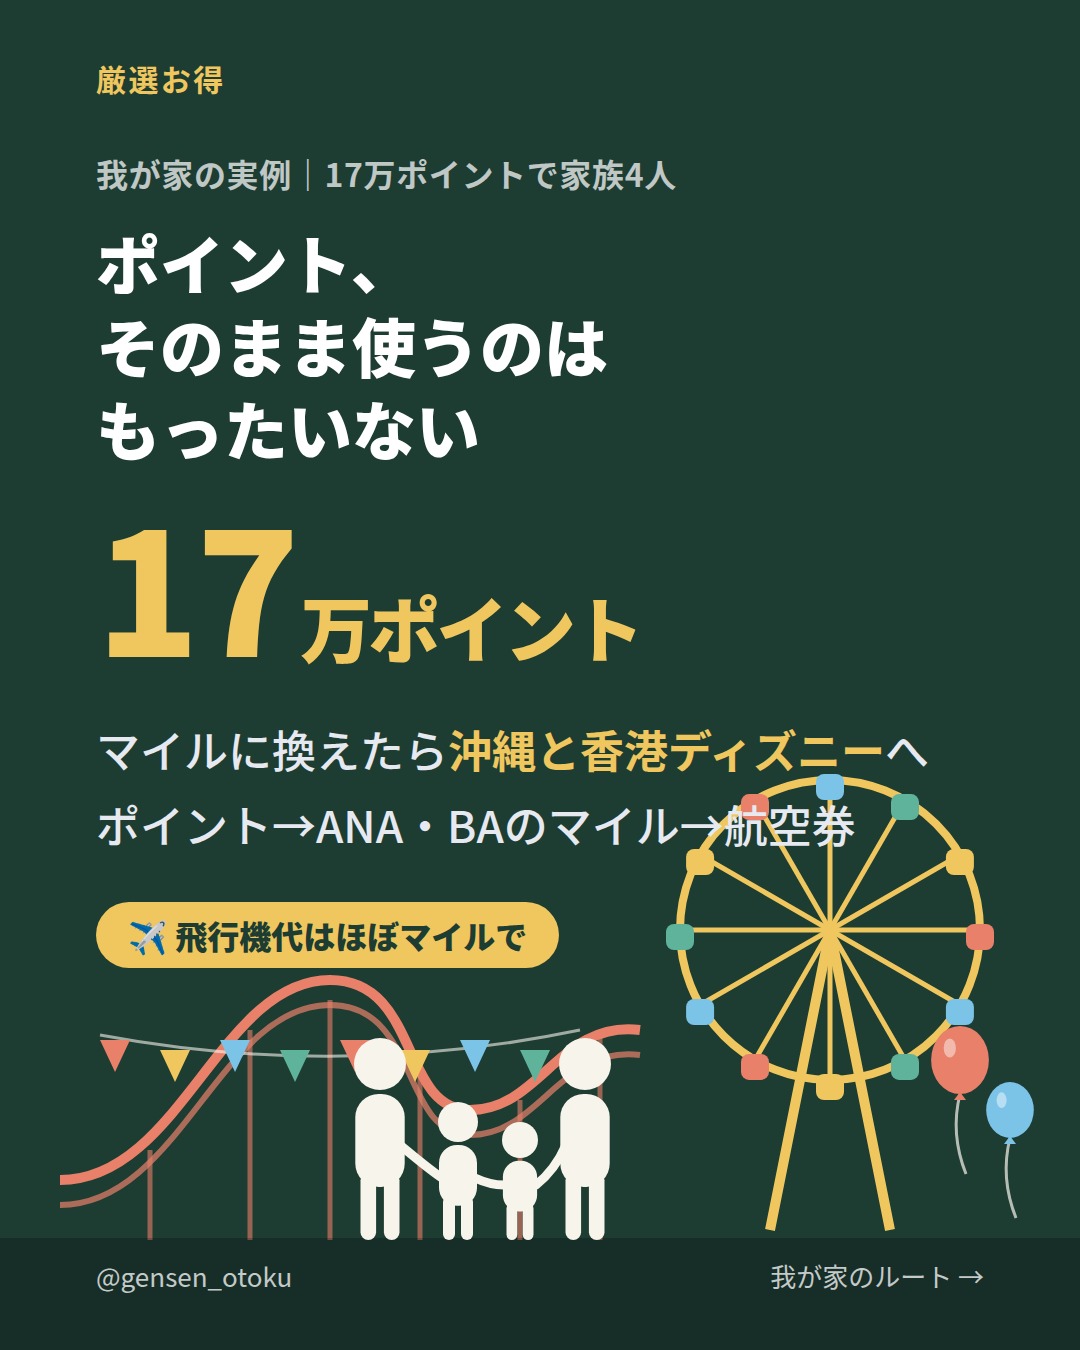 厳選お得
我が家の実例｜17万ポイントで家族4人
ポイント、
そのまま使うのは
もったいない
17万ポイント
マイルに換えたら沖縄と香港ディズニーへ
ポイント→ANA・BAのマイル→航空券
✈️ 飛行機代はほぼマイルで
@gensen_otoku
我が家のルート →